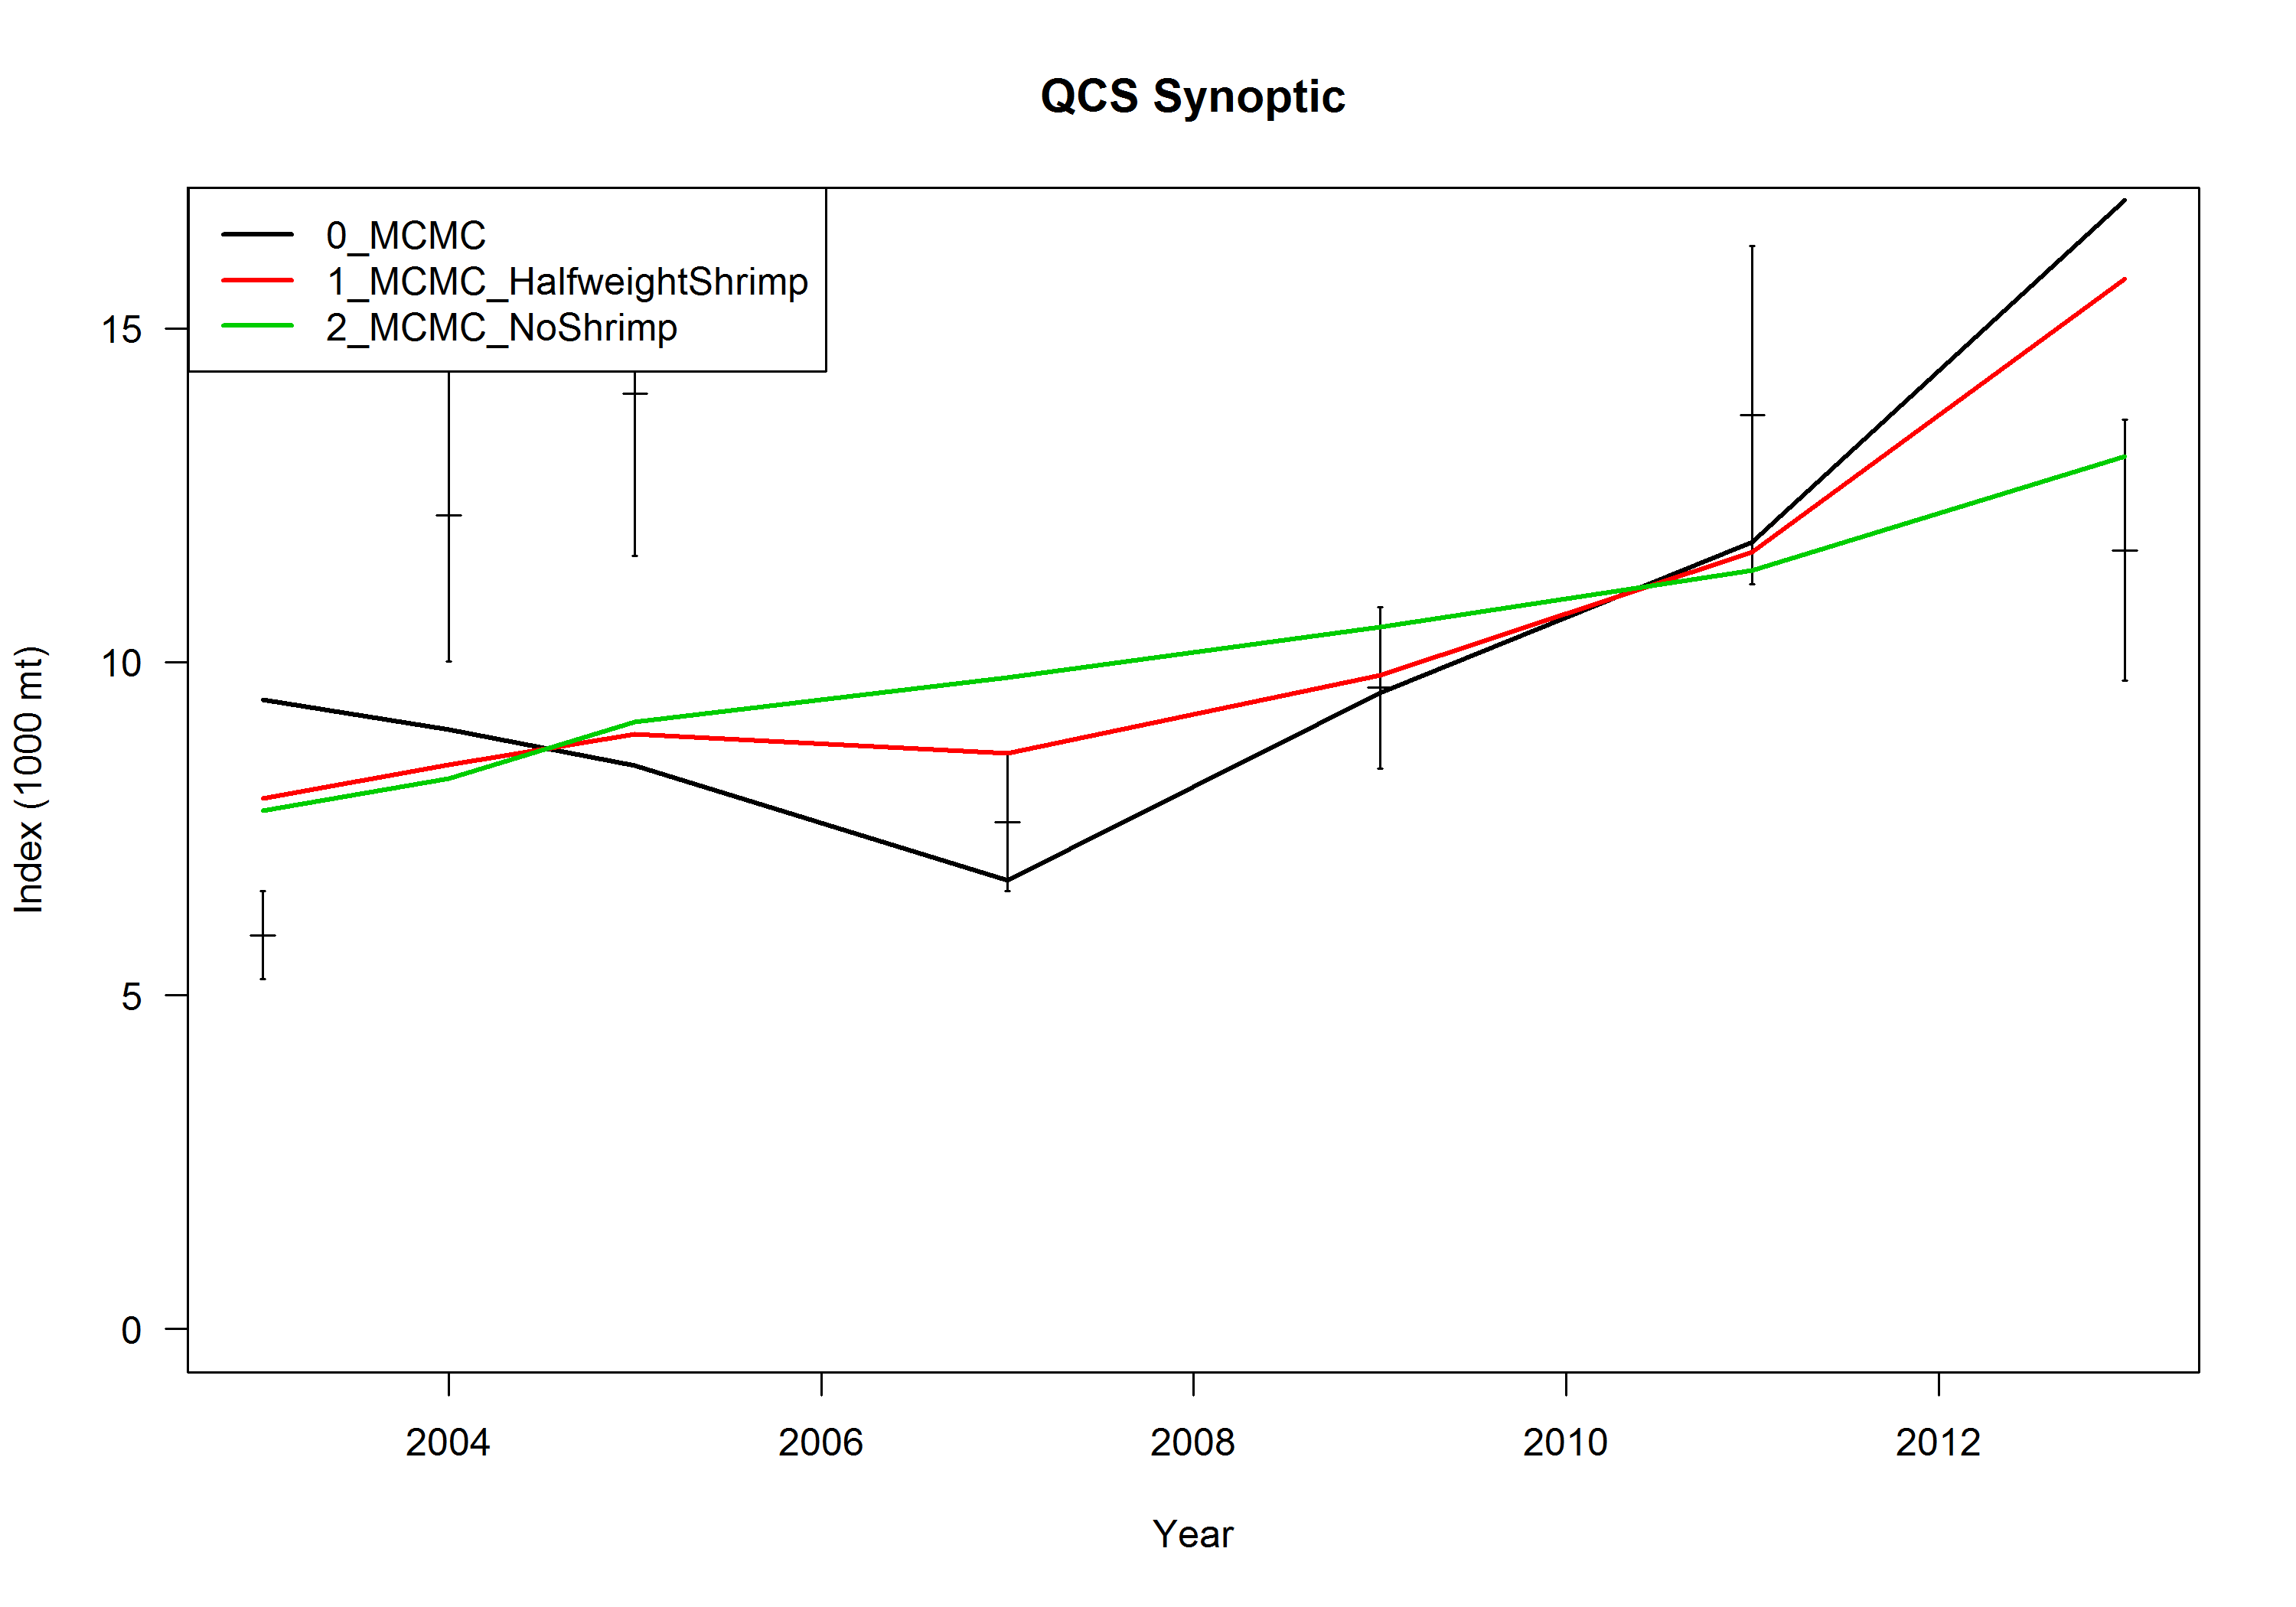 QCS Synoptic
0_MCMC
1_MCMC_HalfweightShrimp
2_MCMC_NoShrimp
15
10
5
0
Index (1000 mt)
2004 2006 2008 2010 2012
Year